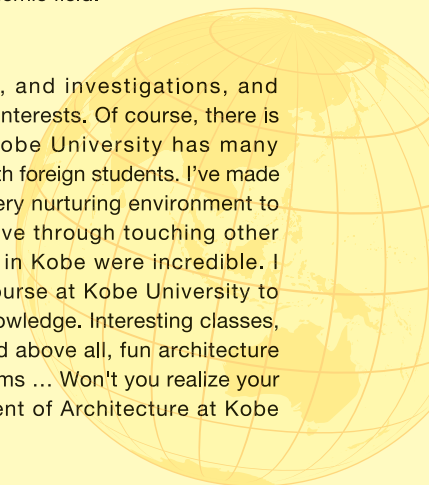 , and investigations, and
nterests. Of course, there is
obe University has many
th foreign students. I've made
ery nurturing environment to
ve through touching other
in Kobe were incredible. I
ourse at Kobe University to
owledge. Interesting classes,
d above all, fun architecture
ms ... Won't you realize your
ent of Architecture at Kobe